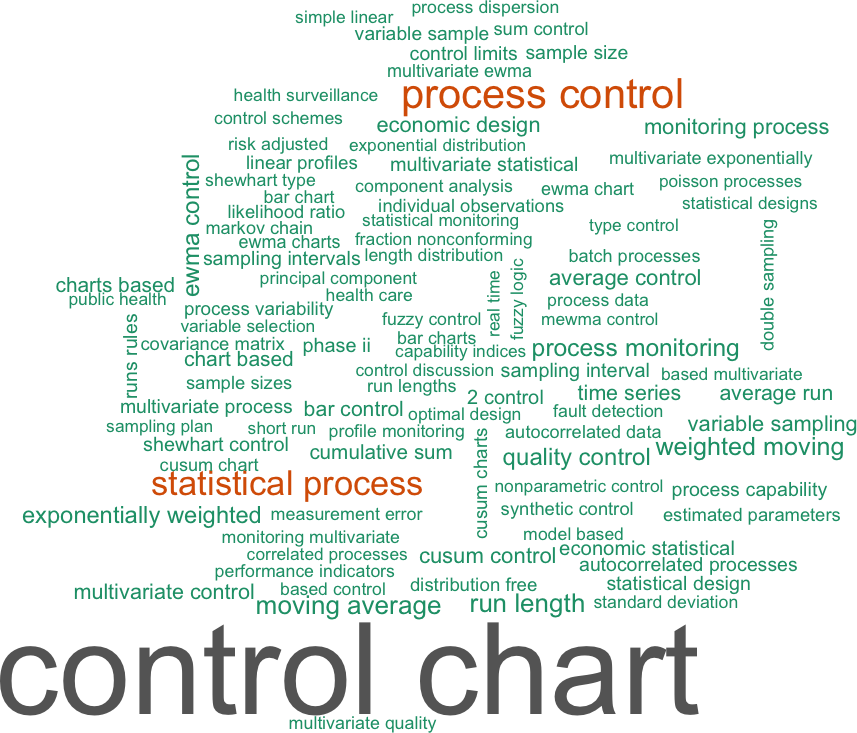 process dispersion
simple linear
sum control
variable sample
control limits
sample size
multivariate ewma
process control
health surveillance
control schemes
economic design
monitoring process
risk adjusted
exponential distribution
linear profiles
multivariate statistical
multivariate exponentially
shewhart type
component analysis
ewma chart
poisson processes
bar chart
individual observations
statistical designs
likelihood ratio
statistical monitoring
type control
markov chain
ewma charts
fraction nonconforming
ewma control
sampling intervals
length distribution
batch processes
double sampling
charts based
principal component
average control
public health
health care
real time
fuzzy logic
process data
process variability
variable selection
fuzzy control
mewma control
runs rules
covariance matrix
phase ii
bar charts
capability indices
process monitoring
chart based
control discussion
sampling interval
based multivariate
sample sizes
run lengths
2 control
time series
average run
multivariate process
bar control
optimal design
fault detection
sampling plan
short run
profile monitoring
autocorrelated data
variable sampling
shewhart control
cumulative sum
cusum charts
quality control
weighted moving
cusum chart
statistical process
nonparametric control
process capability
exponentially weighted
measurement error
synthetic control
estimated parameters
monitoring multivariate
model based
correlated processes
cusum control
economic statistical
performance indicators
autocorrelated processes
multivariate control
based control
distribution free
statistical design
moving average
run length
standard deviation
control chart
multivariate quality